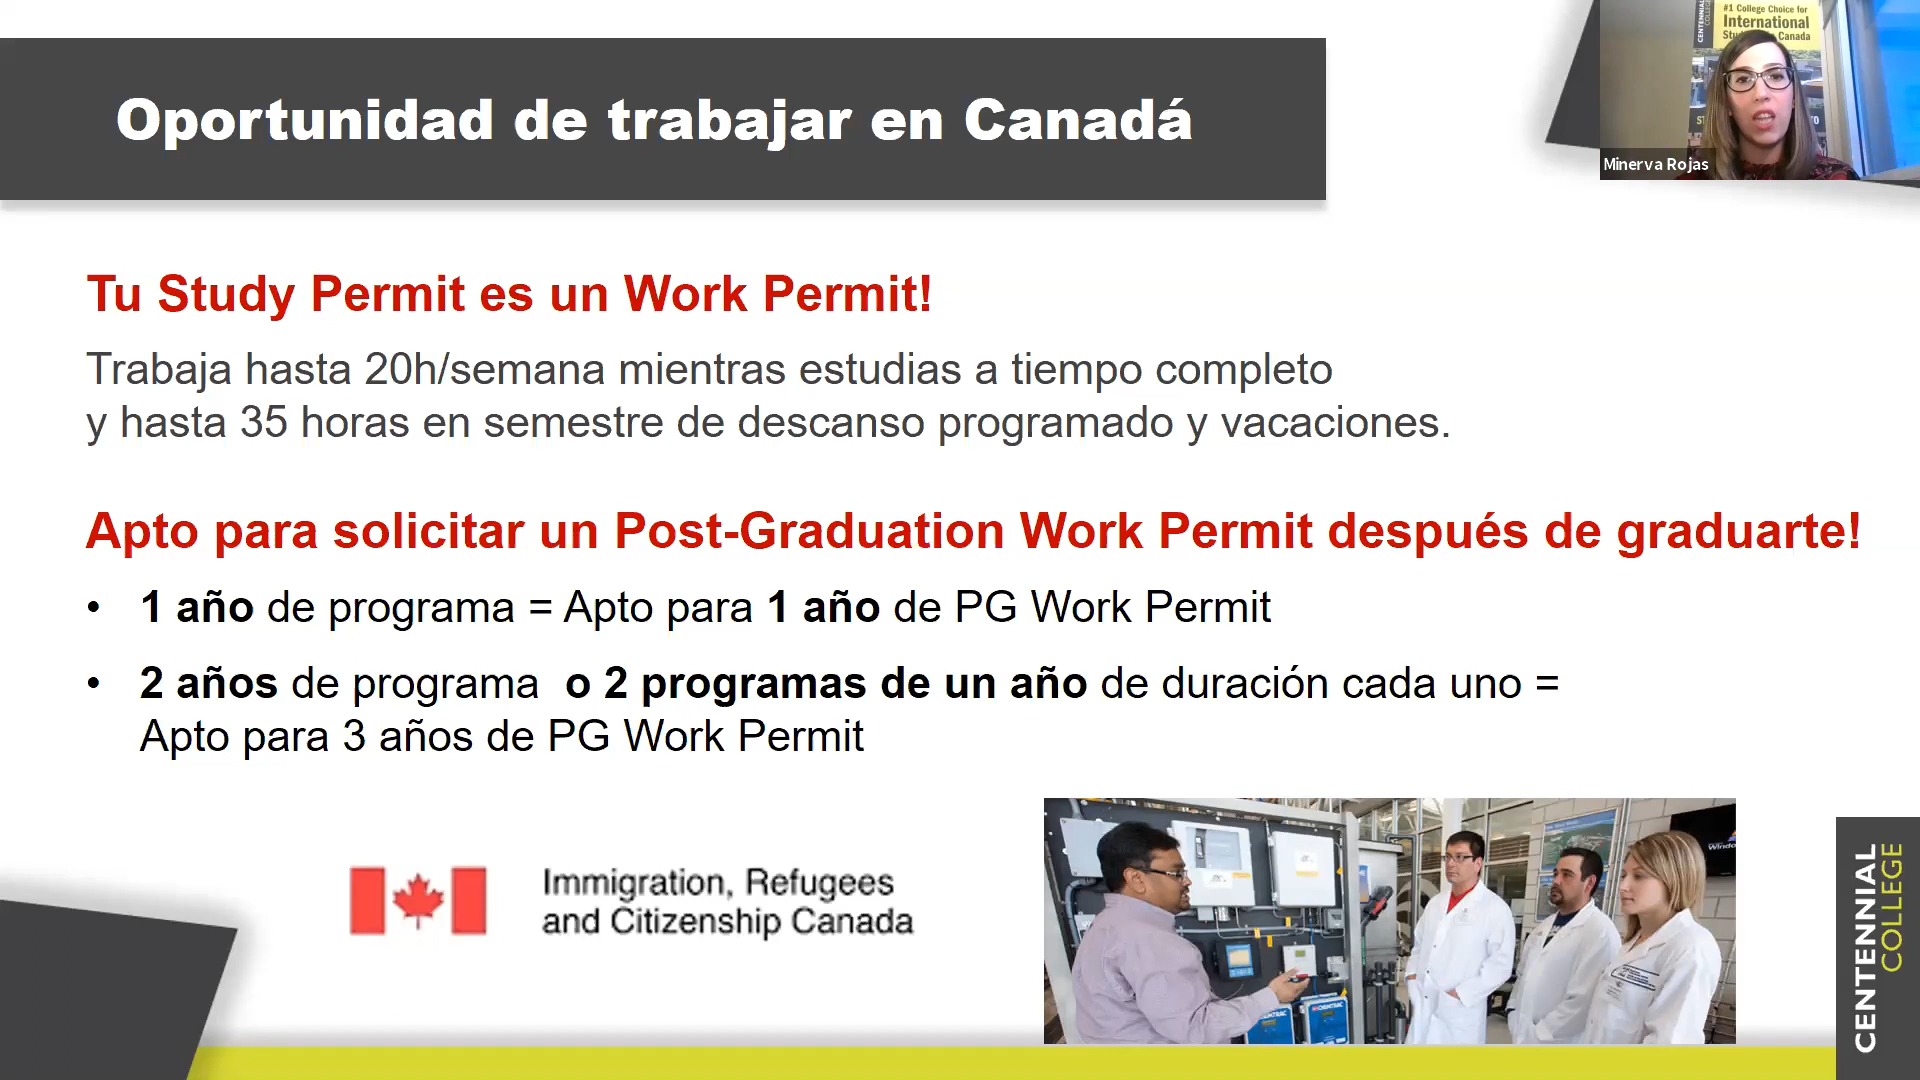 Oportunidad de trabajar en Canadá
#1 College Choice for
International
Canada
CENTENNIAL
COLLEGE
Minerva Rojas
Tu Study Permit es un Work Permit!
Trabaja hasta 20h/semana mientras estudias a tiempo completo
y hasta 35 horas en semestre de descanso programado y vacaciones.
Apto para solicitar un Post-Graduation Work Permit después de graduarte!
• 1 año de programa = Apto para 1 año de PG Work Permit
• 2 años de programa o 2 programas de un año de duración cada uno =
Apto para 3 años de PG Work Permit
Immigration, Refugees
and Citizenship Canada
CENTENNIAL
COLLEGE